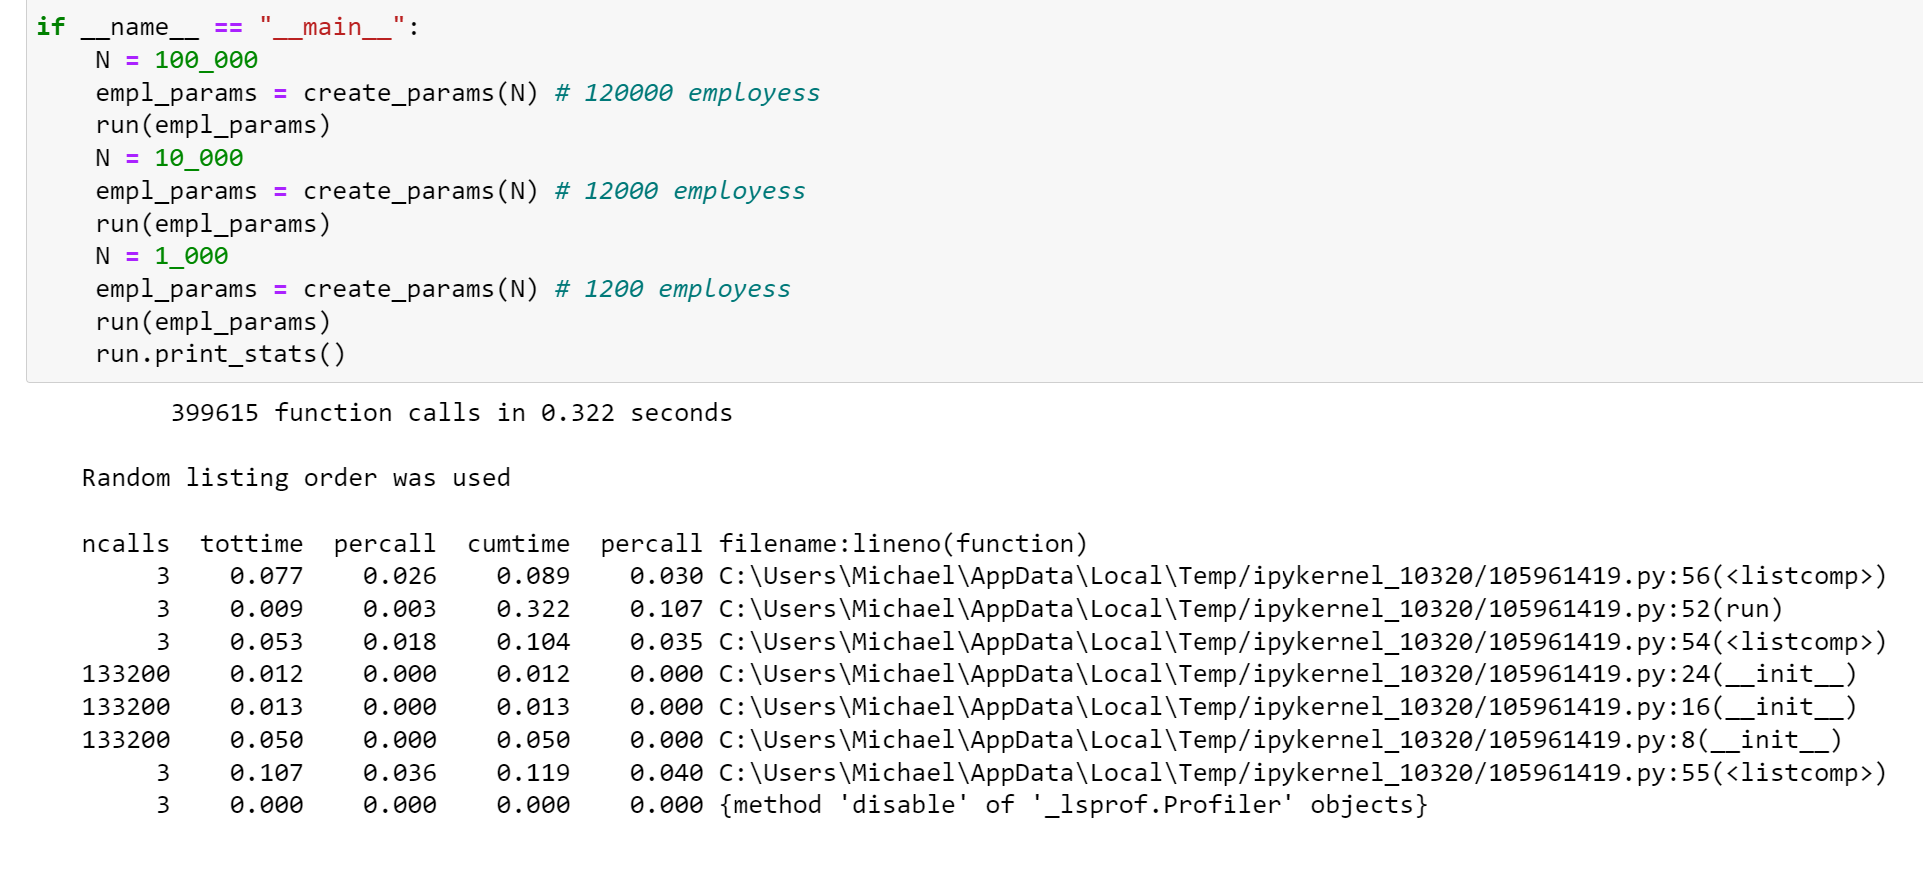 if __name__ == "__main__":
    N = 100_000
    empl_params = create_params(N) # 120000 employess
    run(empl_params)
    N = 10_000
    empl_params = create_params(N) # 12000 employess
    run(empl_params)
    N = 1_000
    empl_params = create_params(N) # 1200 employess
    run(empl_params)
    run.print_stats()
399615 function calls in 0.322 seconds
Random listing order was used
ncalls  tottime  percall  cumtime  percall filename:lineno(function)
     3    0.077    0.026    0.089    0.030 C:\Users\Michael\AppData\Local\Temp/ipykernel_10320/105961419.py:56(<listcomp>)
     3    0.009    0.003    0.322    0.107 C:\Users\Michael\AppData\Local\Temp/ipykernel_10320/105961419.py:52(run)
     3    0.053    0.018    0.104    0.035 C:\Users\Michael\AppData\Local\Temp/ipykernel_10320/105961419.py:54(<listcomp>)
133200    0.012    0.000    0.012    0.000 C:\Users\Michael\AppData\Local\Temp/ipykernel_10320/105961419.py:24(__init__)
133200    0.013    0.000    0.013    0.000 C:\Users\Michael\AppData\Local\Temp/ipykernel_10320/105961419.py:16(__init__)
133200    0.050    0.000    0.050    0.000 C:\Users\Michael\AppData\Local\Temp/ipykernel_10320/105961419.py:8(__init__)
     3    0.107    0.036    0.119    0.040 C:\Users\Michael\AppData\Local\Temp/ipykernel_10320/105961419.py:55(<listcomp>)
     3    0.000    0.000    0.000    0.000 {method 'disable' of '_lsprof.Profiler' objects}